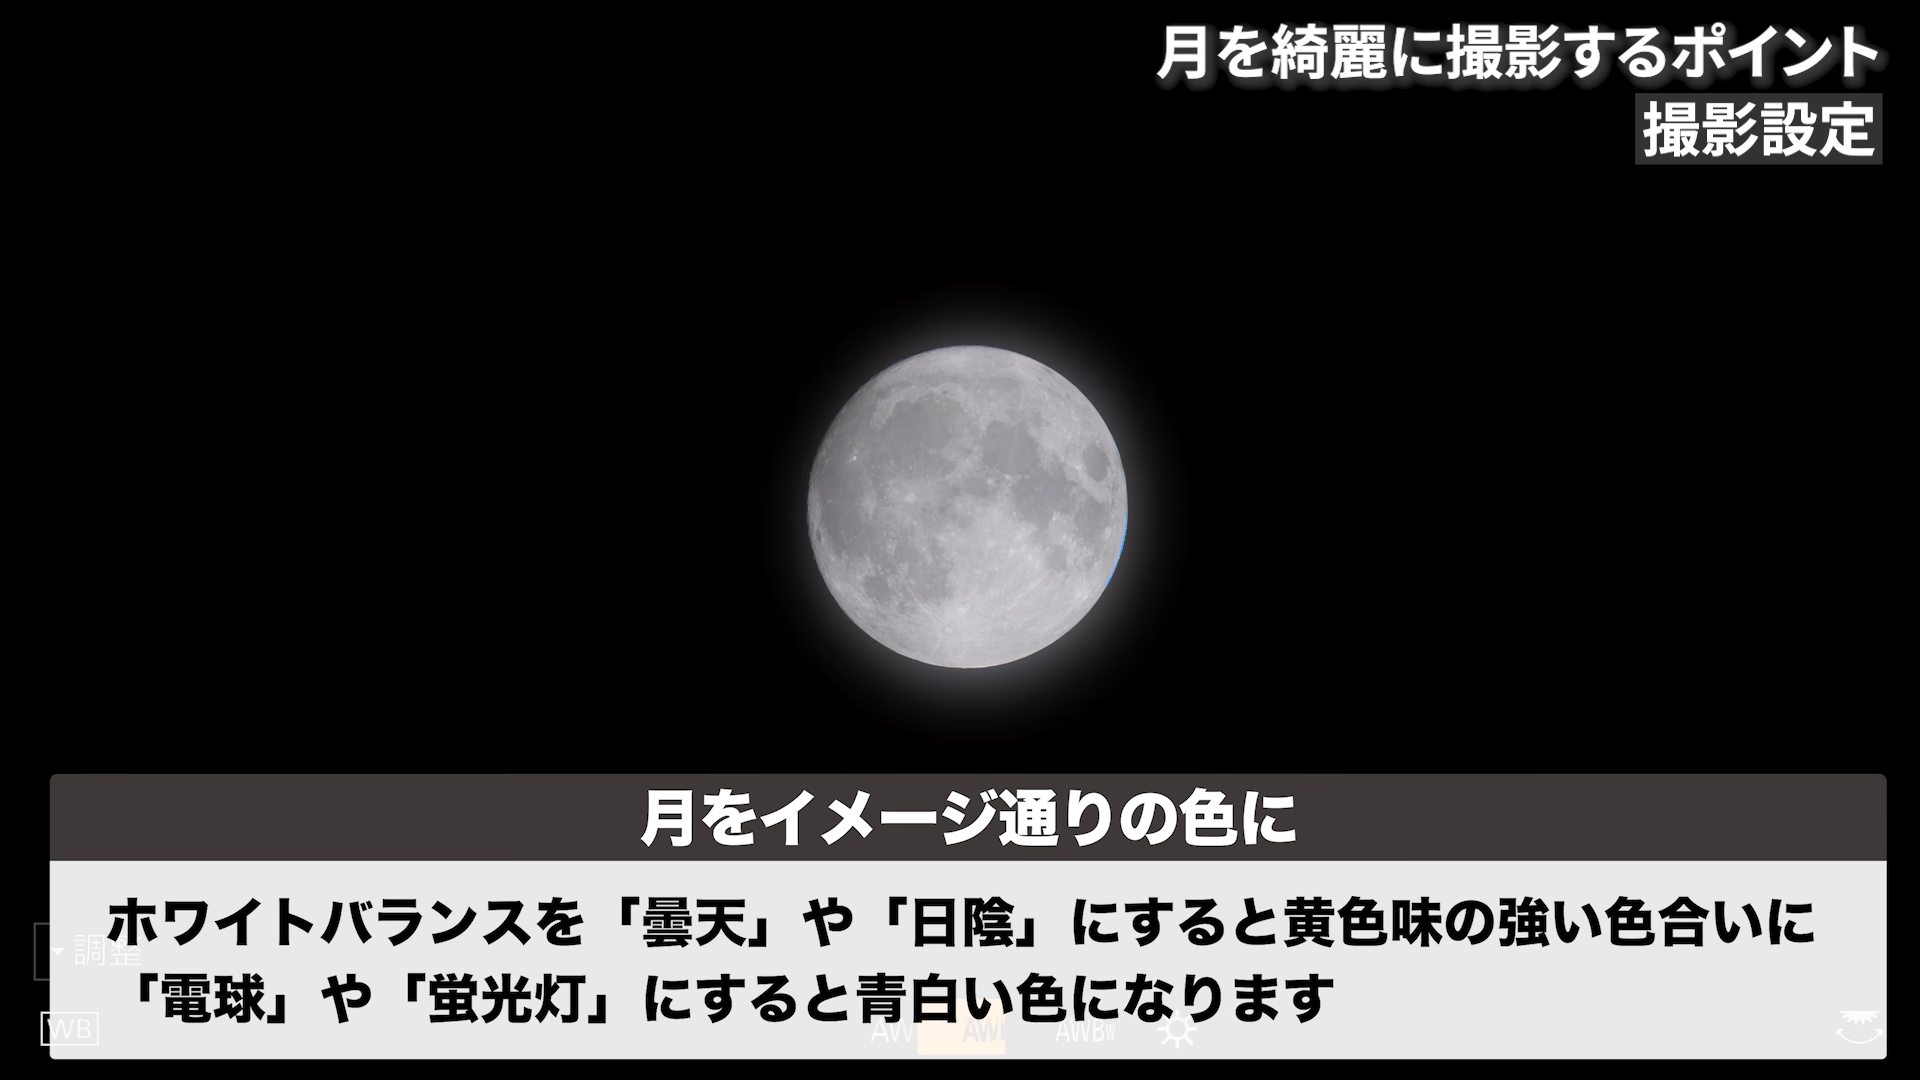 月を綺麗に撮影するポイント
撮影設定
月をイメージ通りの色に
ホワイトバランスを「曇天」や「日陰」にすると黄色味の強い色合いに
「電球」や「蛍光灯」にすると青白い色になります
調整
WB
AW AWB AWBw